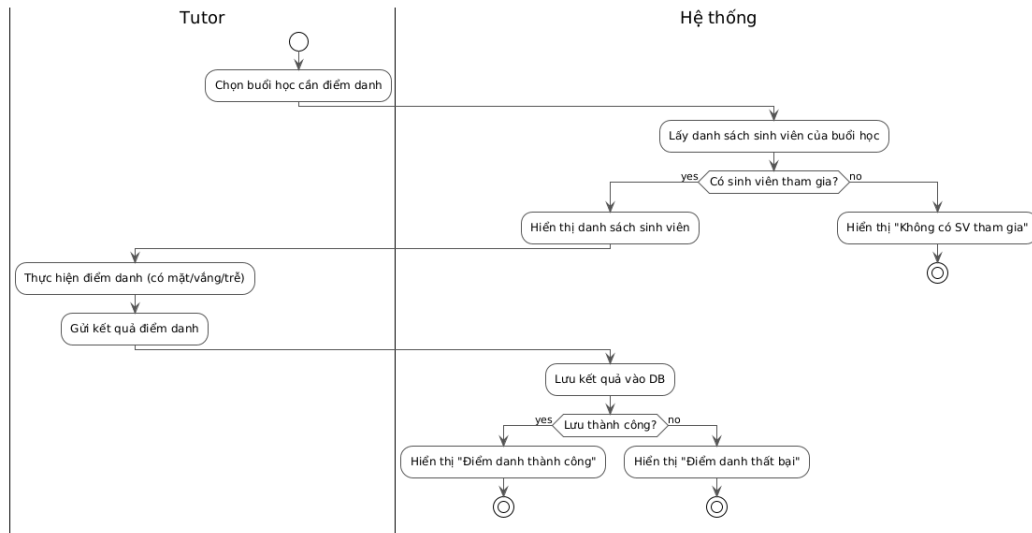 Tutor
Hệ thống
Chọn buổi học cần điểm danh
Lấy danh sách sinh viên của buổi học
yes
Có sinh viên tham gia?
no
Hiển thị danh sách sinh viên
Hiển thị "Không có SV tham gia"
Thực hiện điểm danh (có mặt/vắng/trễ)
Gửi kết quả điểm danh
Lưu kết quả vào DB
yes
Lưu thành công?
no
Hiển thị "Điểm danh thành công"
Hiển thị "Điểm danh thất bại"